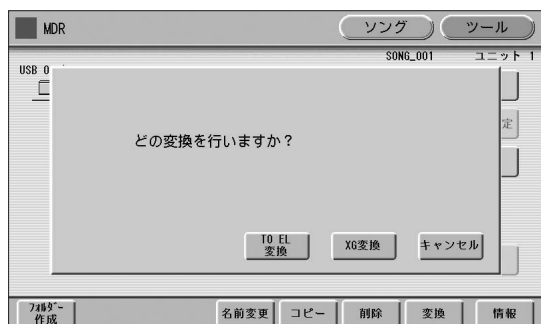 MDR
ソング
ツール
SONG_001
ユニット 1
USB 0
定
どの変換を行いますか?
TO EL
変換
XG変換
キャンセル
フォルダー
作成
名前変更
コピー
削除
変換
情報